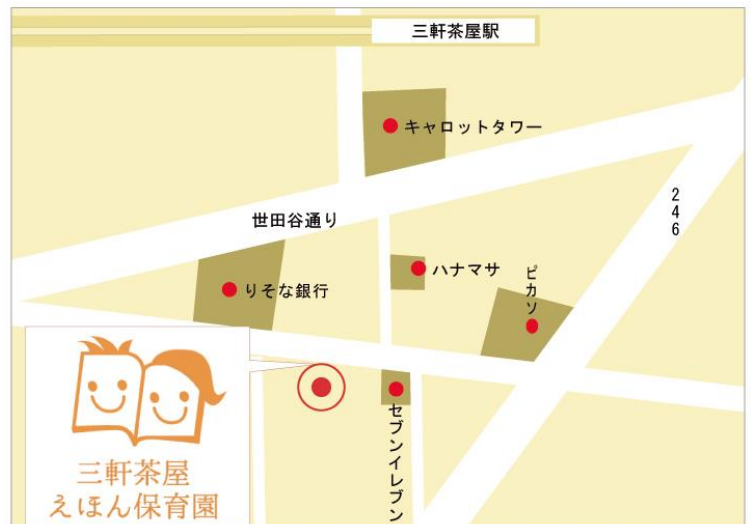 三軒茶屋駅
キャロットタワー
246
世田谷通り
ハナマサ
ピカソ
りそな銀行
セブンイレブン
三軒茶屋
えほん保育園